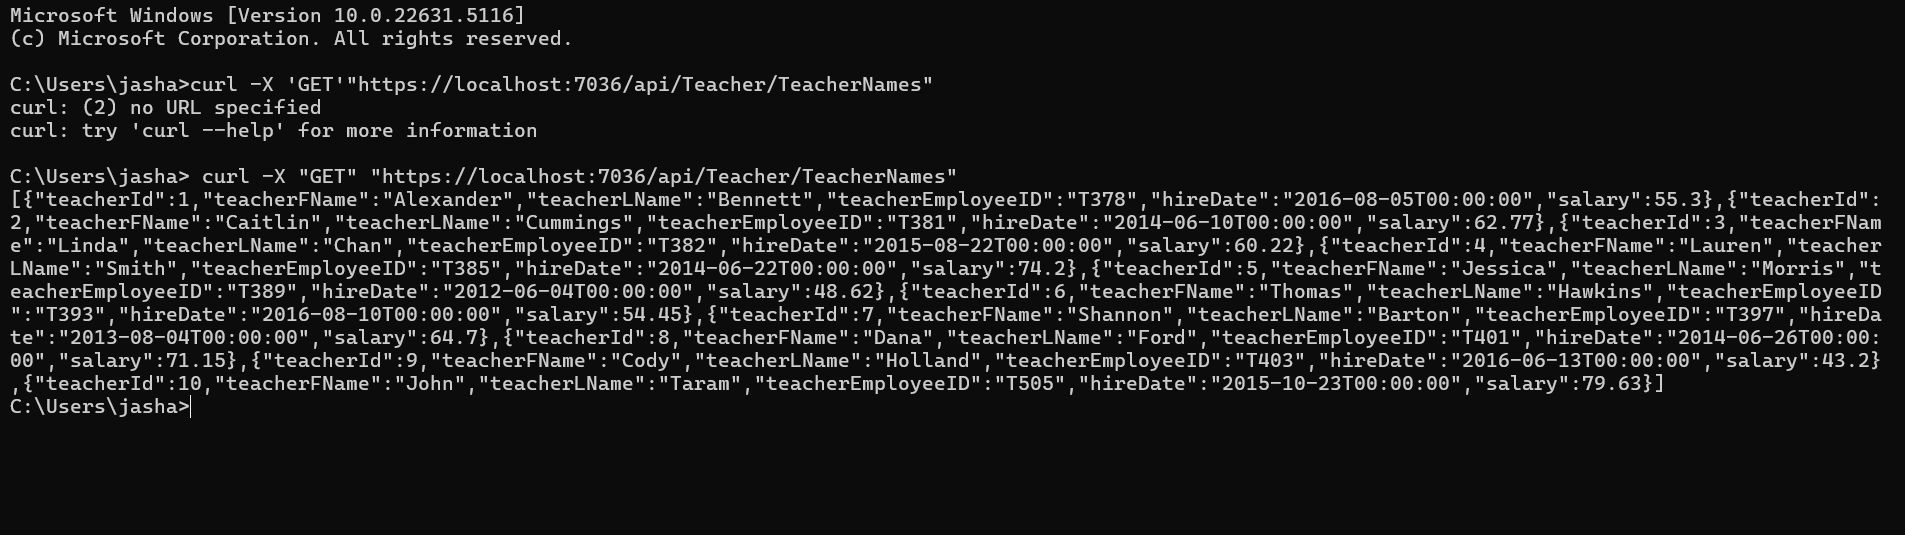 Microsoft Windows [Version 10.0.22631.5116]
(c) Microsoft Corporation. All rights reserved.
C:\Users\jasha>curl -X 'GET'"https://localhost:7036/api/Teacher/TeacherNames"
curl: (2) no URL specified
curl: try 'curl --help' for more information
C:\Users\jasha> curl -X "GET" "https://localhost:7036/api/Teacher/TeacherNames"
[{"teacherId":1,"teacherFName":"Alexander","teacherLName":"Bennett","teacherEmployeeID":"T378","hireDate":"2016-08-05T00:00:00","salary":55.3},{"teacherId":
2,"teacherFName":"Caitlin","teacherLName":"Cummings","teacherEmployeeID":"T381","hireDate":"2014-06-10T00:00:00","salary":62.77},{"teacherId":3,"teacherFNam
e":"Linda","teacherLName":"Chan","teacherEmployeeID":"T382","hireDate":"2015-08-22T00:00:00","salary":60.22},{"teacherId":4,"teacherFName":"Lauren","teacher
LName":"Smith","teacherEmployeeID":"T385","hireDate":"2014-06-22T00:00:00","salary":74.2},{"teacherId":5,"teacherFName":"Jessica","teacherLName":"Morris","t
eacherEmployeeID":"T389","hireDate":"2012-06-04T00:00:00","salary":48.62},{"teacherId":6,"teacherFName":"Thomas","teacherLName":"Hawkins","teacherEmployeeID
":"T393","hireDate":"2016-08-10T00:00:00","salary":54.45},{"teacherId":7,"teacherFName":"Shannon","teacherLName":"Barton","teacherEmployeeID":"T397","hireDa
te":"2013-08-04T00:00:00","salary":64.7},{"teacherId":8,"teacherFName":"Dana","teacherLName":"Ford","teacherEmployeeID":"T401","hireDate":"2014-06-26T00:00:
00","salary":71.15},{"teacherId":9,"teacherFName":"Cody","teacherLName":"Holland","teacherEmployeeID":"T403","hireDate":"2016-06-13T00:00:00","salary":43.2}
,{"teacherId":10,"teacherFName":"John","teacherLName":"Taram","teacherEmployeeID":"T505","hireDate":"2015-10-23T00:00:00","salary":79.63}]
C:\Users\jasha>